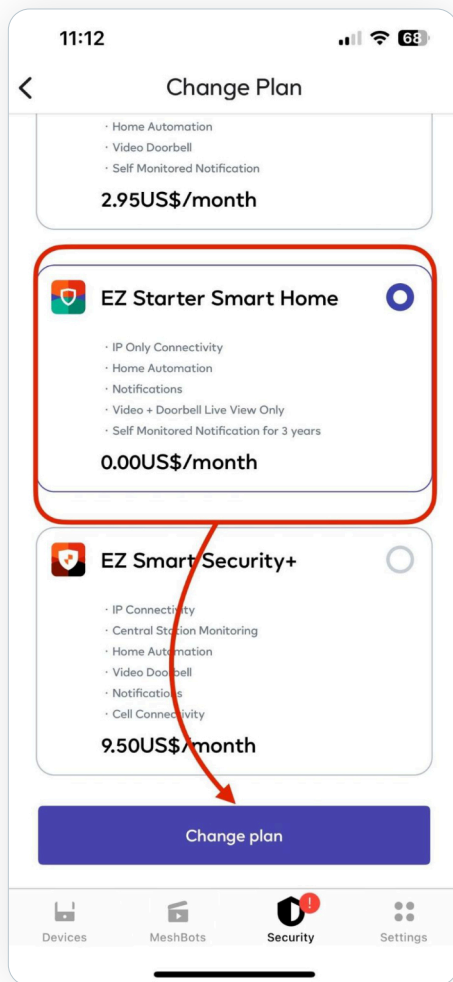 11:12
68
Change Plan
· Home Automation
· Video Doorbell
· Self Monitored Notification
2.95US$/month
EZ Starter Smart Home
· IP Only Connectivity
· Home Automation
· Notifications
· Video + Doorbell Live View Only
· Self Monitored Notification for 3 years
0.00US$/month
EZ Smart Security+
· IP Connectivity
· Central Station Monitoring
· Home Automation
· Video Doorbell
· Notifications
· Cell Connectivity
9.50US$/month
Change plan
!
Devices
MeshBots
Security
Settings